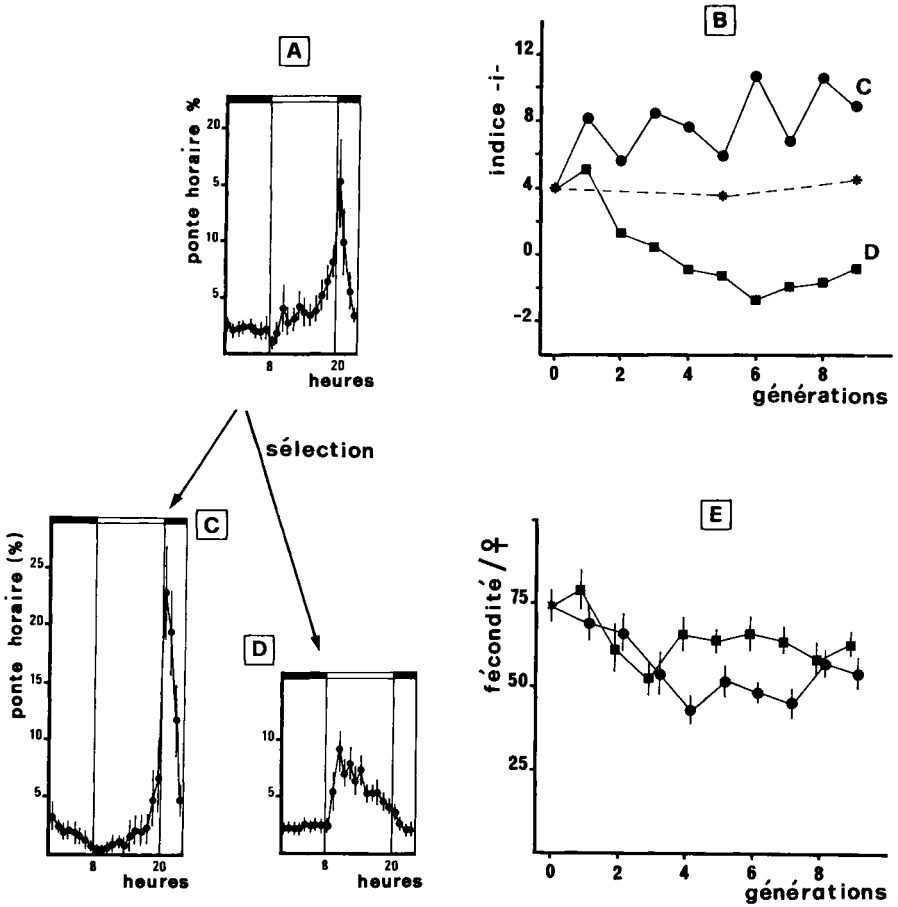 A
ponte horaire %
20
5
10
5
8
20
heures
B
indice -i-
12
8
4
0
-2
C
D
0
2
4
6
8
générations
sélection
C
ponte horaire (%)
25
20
15
10
5
8
20
heures
D
10
5
8
20
heures
E
fécondité/♀
75
50
25
0
2
4
6
8
générations